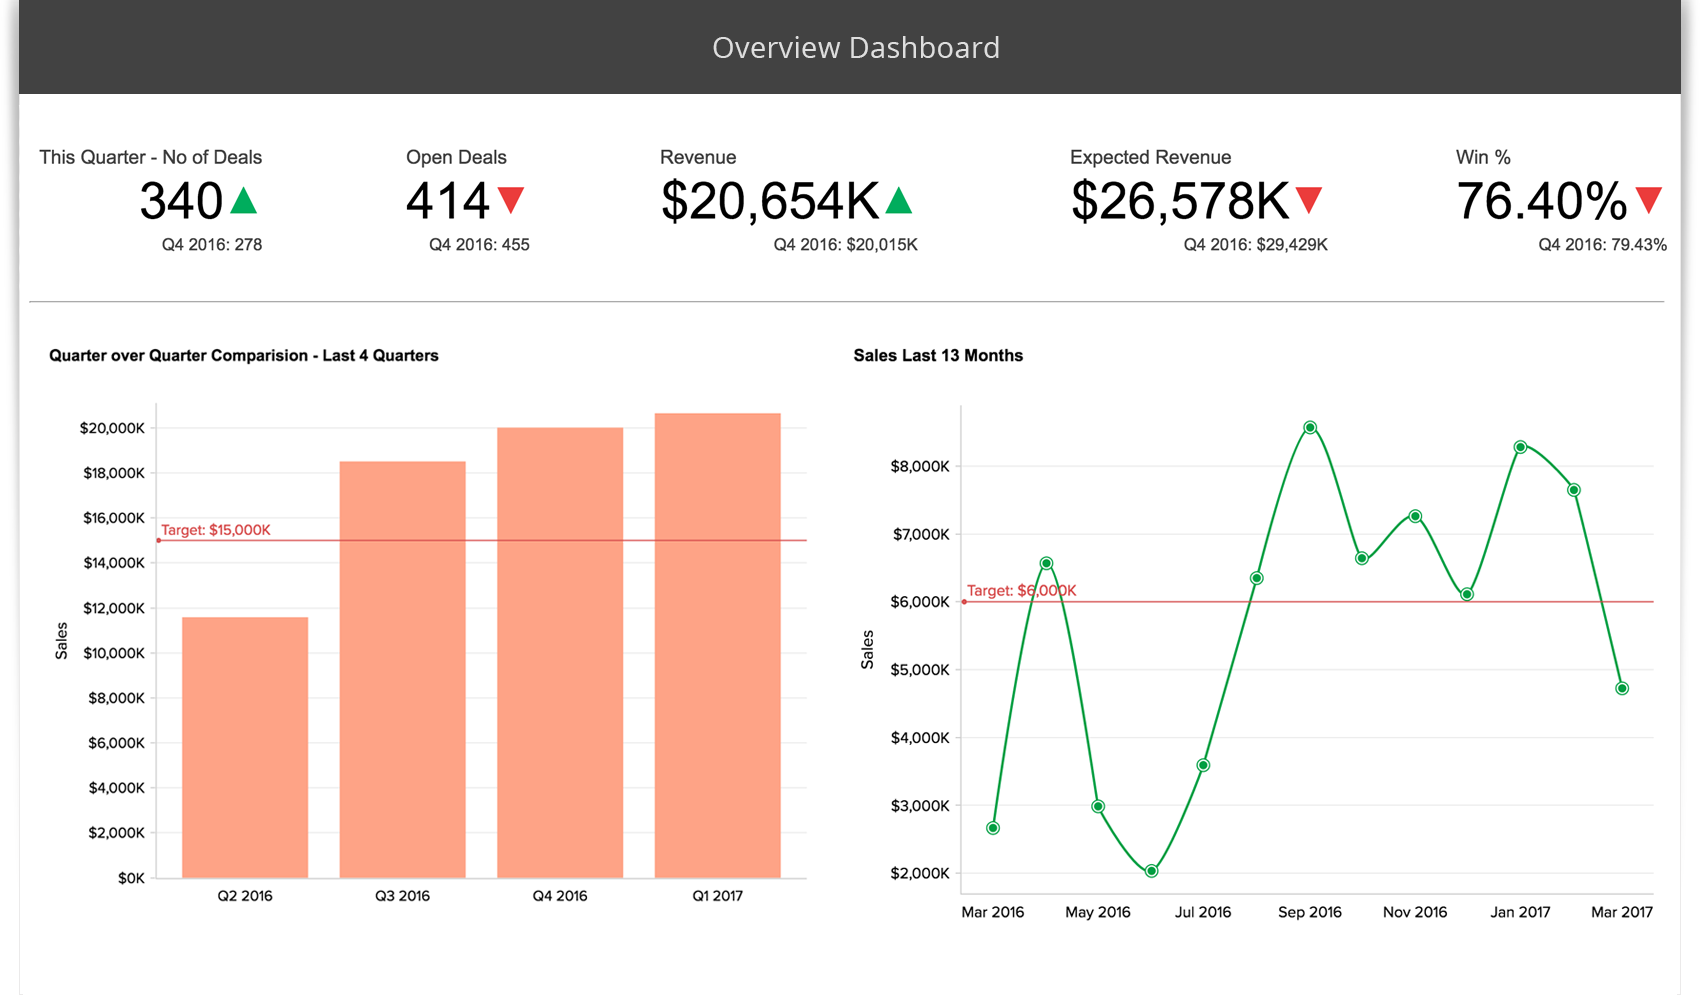 Overview Dashboard
This Quarter - No of Deals
340
Q4 2016: 278
Open Deals
414
Q4 2016: 455
Revenue
$20,654K
Q4 2016: $20,015K
Expected Revenue
$26,578K
Q4 2016: $29,429K
Win %
76.40%
Q4 2016: 79.43%
Quarter over Quarter Comparision - Last 4 Quarters
Sales
$20,000K
$18,000K
$16,000K
$14,000K
$12,000K
$10,000K
$8,000K
$6,000K
$4,000K
$2,000K
$0K
Target: $15,000K
Q2 2016
Q3 2016
Q4 2016
Q1 2017
Sales Last 13 Months
Sales
$8,000K
$7,000K
$6,000K
$5,000K
$4,000K
$3,000K
$2,000K
Target: $6,000K
Mar 2016
May 2016
Jul 2016
Sep 2016
Nov 2016
Jan 2017
Mar 2017